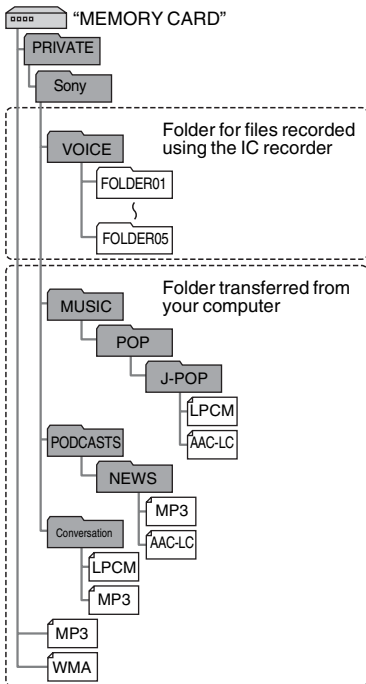 “MEMORY CARD”
PRIVATE
Sony
Folder for files recorded
using the IC recorder
VOICE
FOLDER01
FOLDER05
Folder transferred from
your computer
MUSIC
POP
J-POP
LPCM
AAC-LC
PODCASTS
NEWS
MP3
AAC-LC
Conversation
LPCM
MP3
MP3
WMA